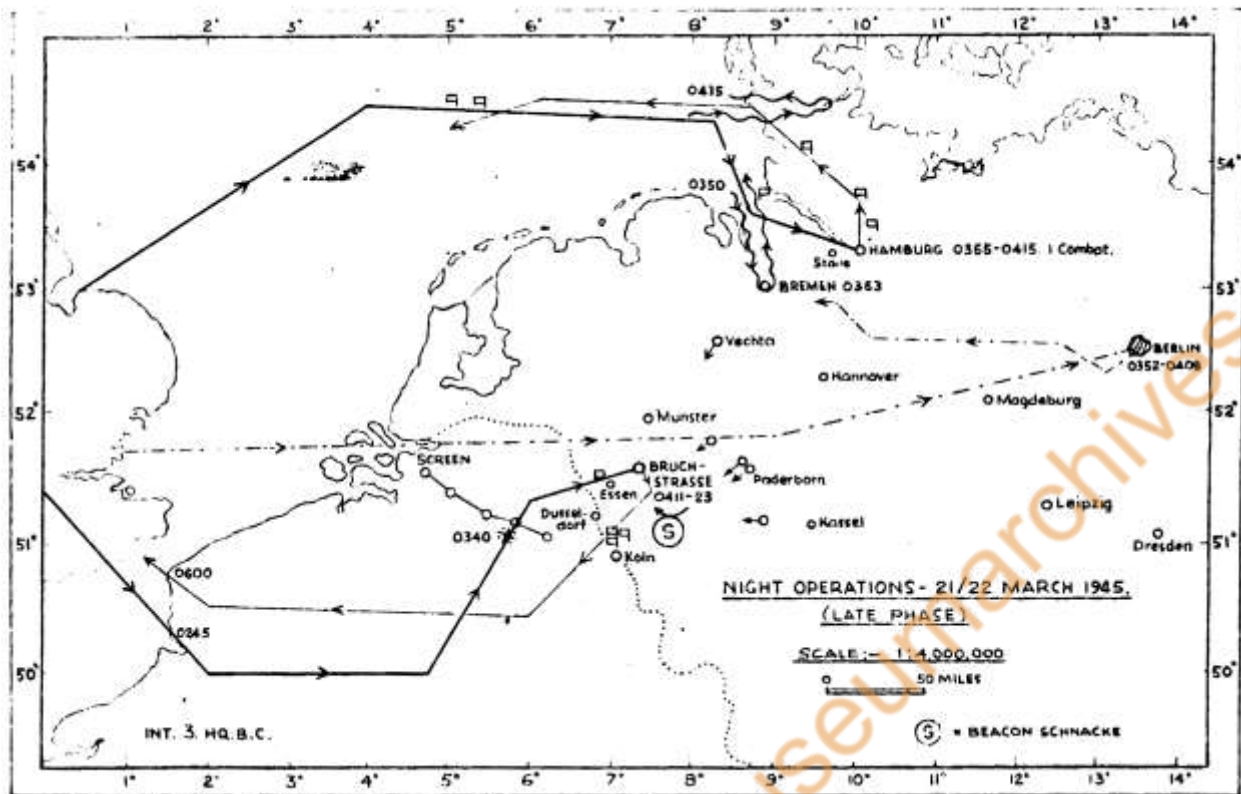 1° 2° 3° 4° 5° 6° 7° 8° 9° 10° 11° 12° 13° 14°
0415
54° 54°
0350
HAMBURG 0355-0415. 1 Combat.
Stade
53° BREMEN 0353 53°
Vechta
BERLIN
0352-0406
Hannover
Magdeburg
52° Munster 52°
SCREEN
BRUCH-
STRASSE
0411-23
Essen
Paderborn
Leipzig
Dussel-
dorf
Kassel
0340
51° 51°
Köln
Dresden
S
0600
NIGHT OPERATIONS - 21/22 MARCH 1945.
(LATE PHASE)
0245
SCALE:- 1:4,000,000
50° 50°
0 50 MILES
INT. 3. HQ. B.C.
S = BEACON SCHNACKE
1° 2° 3° 4° 5° 6° 7° 8° 9° 10° 11° 12° 13° 14°
useumarchives